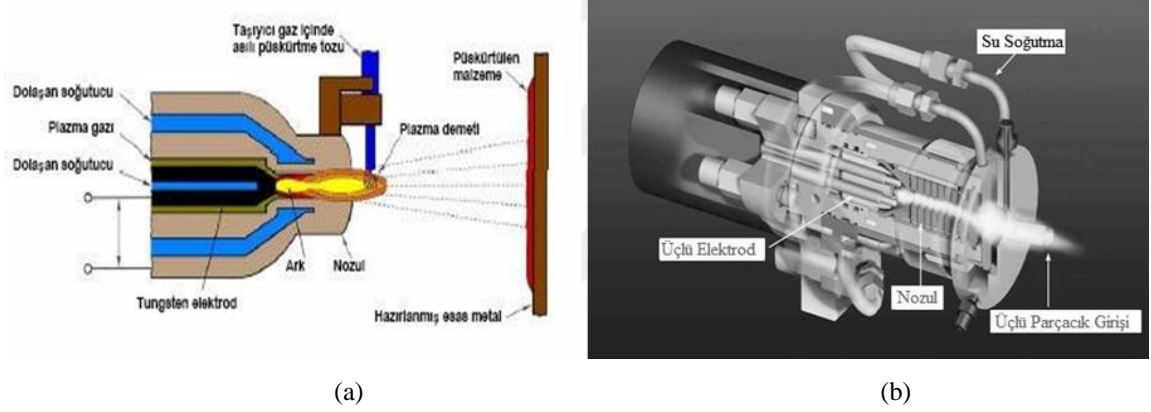 Taşıyıcı gaz içinde
asılı püskürtme tozu
Püskürtülen
malzeme
Dolaşan soğutucu
Plazma gazı
Dolaşan soğutucu
Plazma demeti
Ark
Nozul
Tungsten elektrod
Hazırlanmış esas metal
(a)
Su Soğutma
Üçlü Elektrod
Nozul
Üçlü Parçacık Girişi
(b)